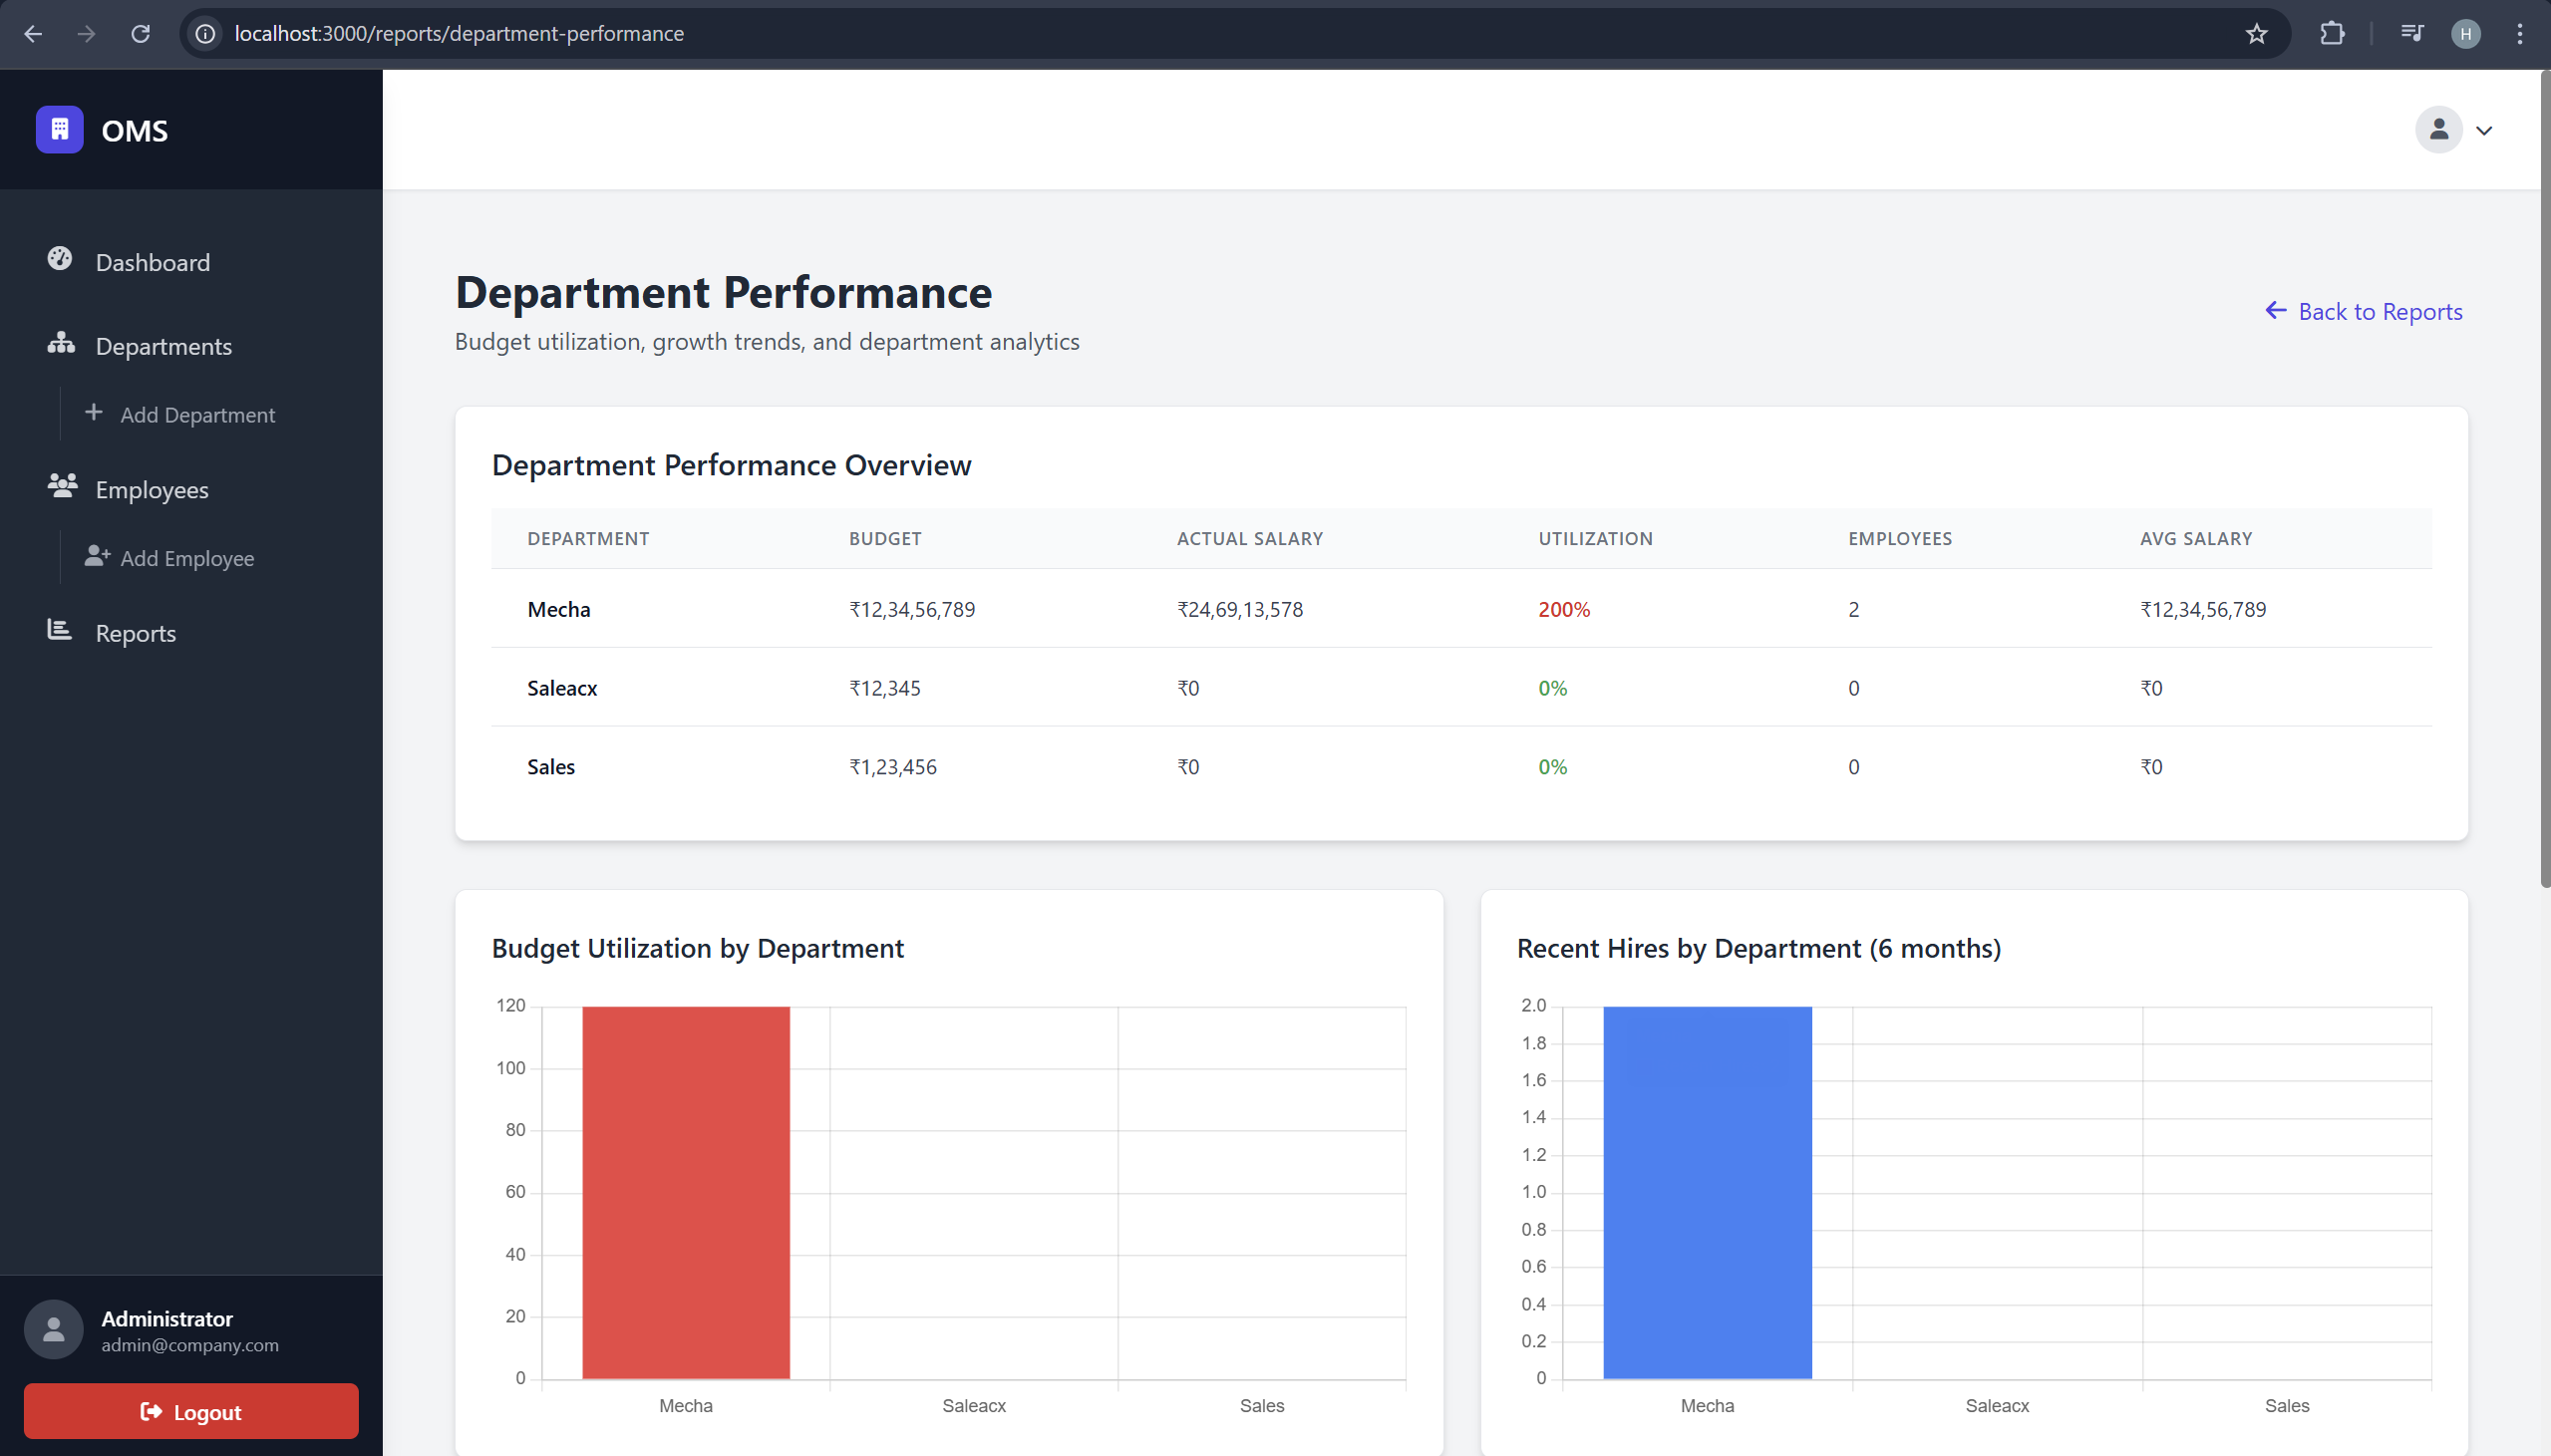 localhost:3000/reports/department-performance
H
OMS
Dashboard
Departments
Add Department
Employees
Add Employee
Reports
Administrator
admin@company.com
Logout
Department Performance
Budget utilization, growth trends, and department analytics
Back to Reports
Department Performance Overview
DEPARTMENT BUDGET ACTUAL SALARY UTILIZATION EMPLOYEES AVG SALARY
Mecha ₹12,34,56,789 ₹24,69,13,578 200% 2 ₹12,34,56,789
Saleacx ₹12,345 ₹0 0% 0 ₹0
Sales ₹1,23,456 ₹0 0% 0 ₹0
Budget Utilization by Department
120
100
80
60
40
20
0
Mecha Saleacx Sales
Recent Hires by Department (6 months)
2.0
1.8
1.6
1.4
1.2
1.0
0.8
0.6
0.4
0.2
0
Mecha Saleacx Sales